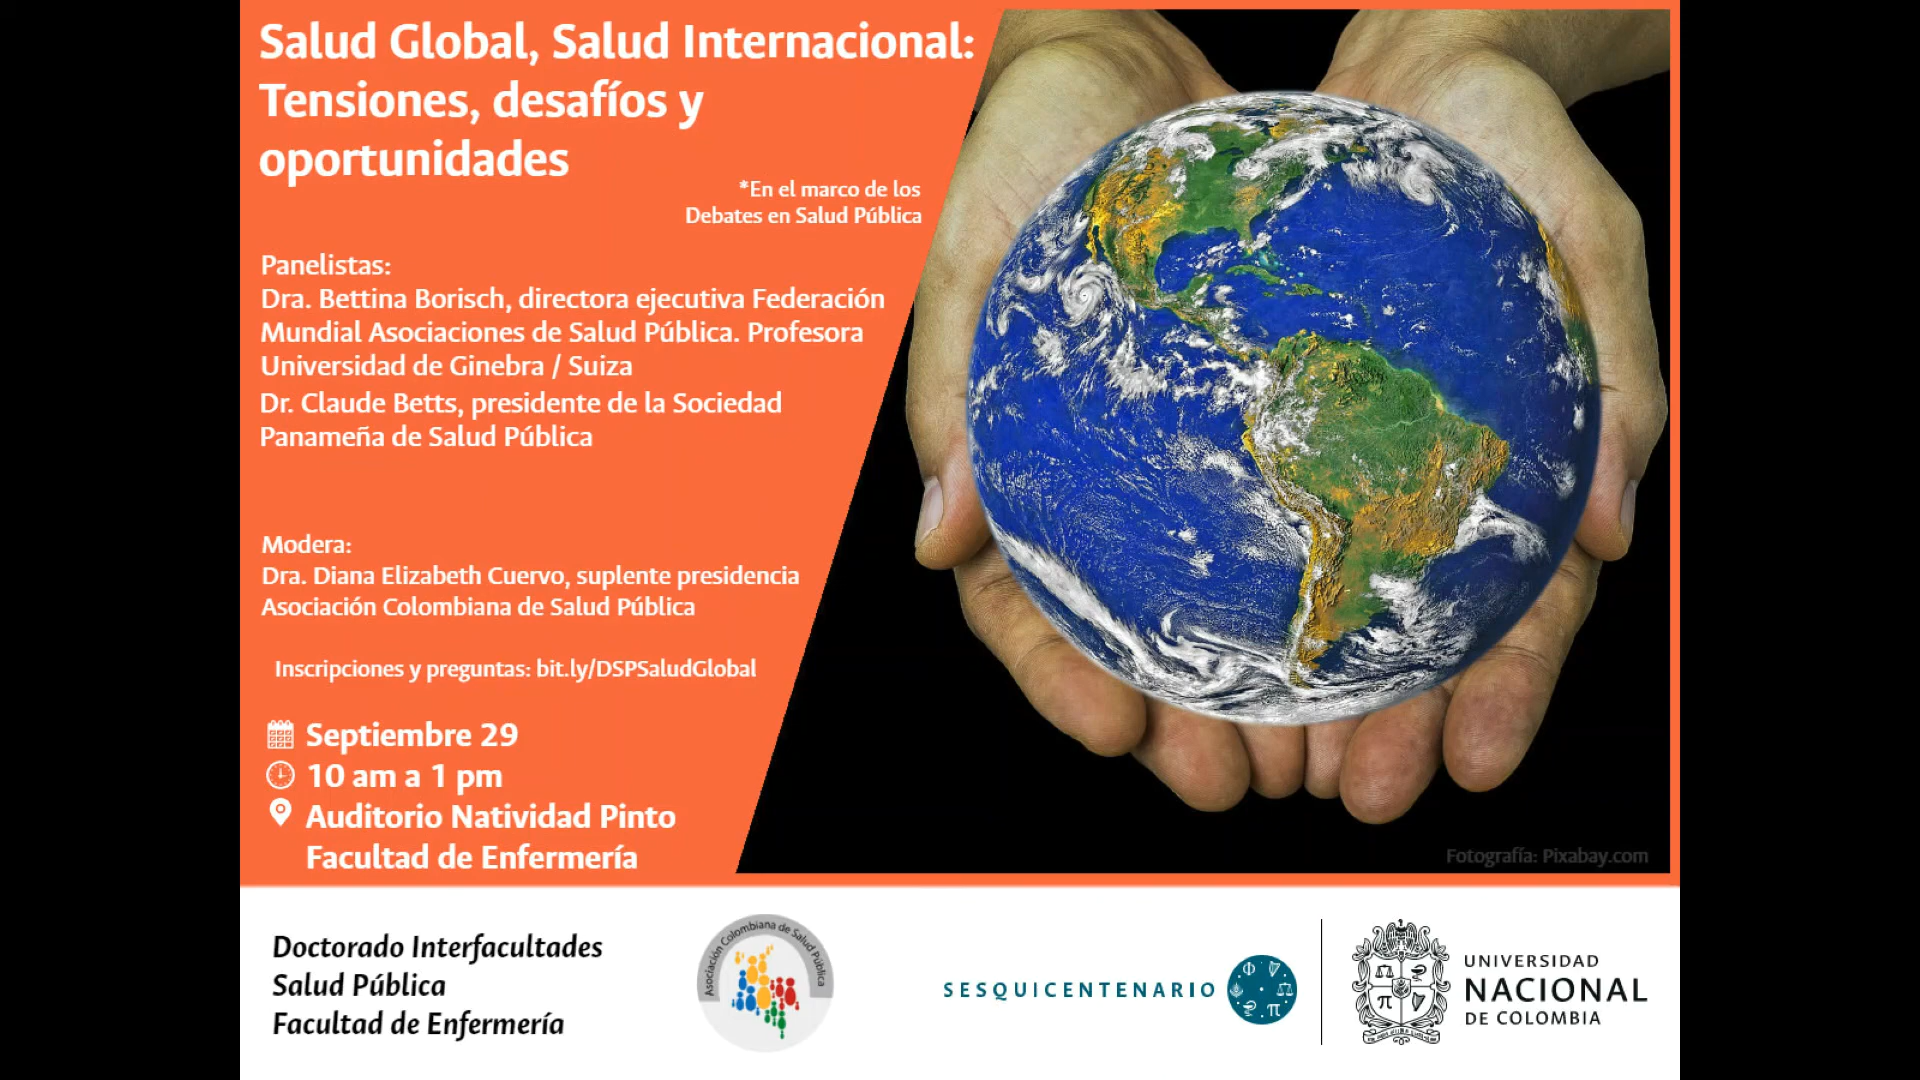 Salud Global, Salud Internacional:
Tensiones, desafíos y
oportunidades
*En el marco de los
Debates en Salud Pública
Panelistas:
Dra. Bettina Borisch, directora ejecutiva Federación
Mundial Asociaciones de Salud Pública. Profesora
Universidad de Ginebra / Suiza
Dr. Claude Betts, presidente de la Sociedad
Panameña de Salud Pública
Modera:
Dra. Diana Elizabeth Cuervo, suplente presidencia
Asociación Colombiana de Salud Pública
Inscripciones y preguntas: bit.ly/DSPSaludGlobal
Septiembre 29
10 am a 1 pm
Auditorio Natividad Pinto
Facultad de Enfermería
Fotografía: Pixabay.com
Doctorado Interfacultades
Salud Pública
Facultad de Enfermería
Asociación Colombiana de Salud Pública
SESQUICENTENARIO
UNIVERSIDAD
NACIONAL
DE COLOMBIA